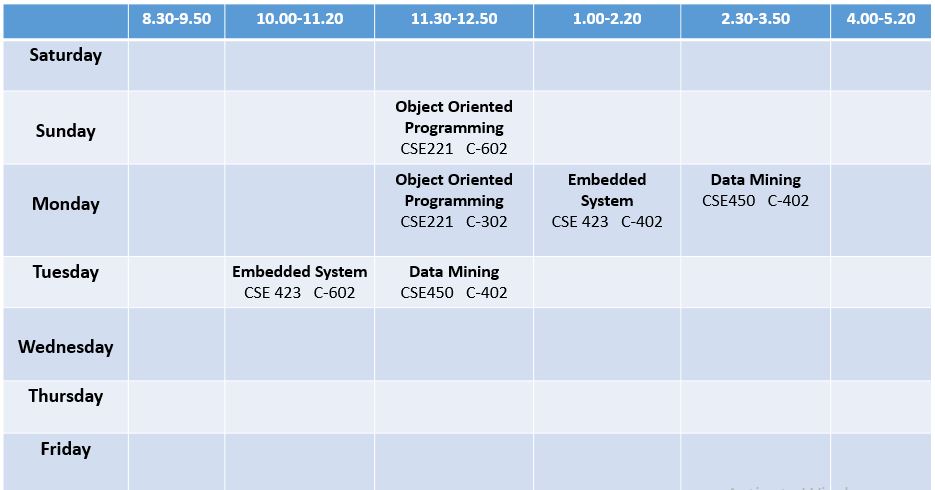 8.30-9.50 10.00-11.20 11.30-12.50 1.00-2.20 2.30-3.50 4.00-5.20
Saturday
Sunday
Object Oriented
Programming
CSE221 C-602
Monday
Object Oriented
Programming
CSE221 C-302
Embedded
System
CSE 423 C-402
Data Mining
CSE450 C-402
Tuesday
Embedded System
CSE 423 C-602
Data Mining
CSE450 C-402
Wednesday
Thursday
Friday